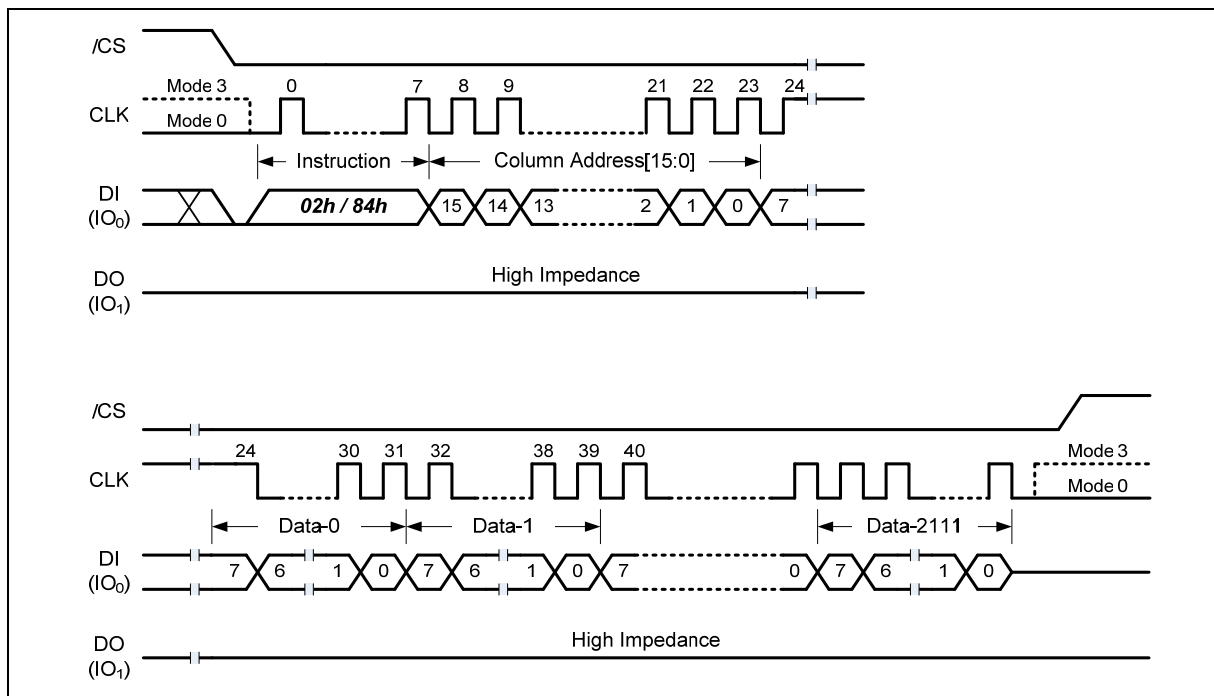 /CS
Mode 3 0 7 8 9 21 22 23 24
CLK
Mode 0
Instruction Column Address[15:0]
DI
(IO₀)
02h / 84h 15 14 13 2 1 0 7
High Impedance
DO
(IO₁)
/CS
24 30 31 32 38 39 40 Mode 3
CLK
Mode 0
Data-0 Data-1 Data-2111
DI
(IO₀)
7 6 1 0 7 6 1 0 7 0 7 6 1 0
High Impedance
DO
(IO₁)